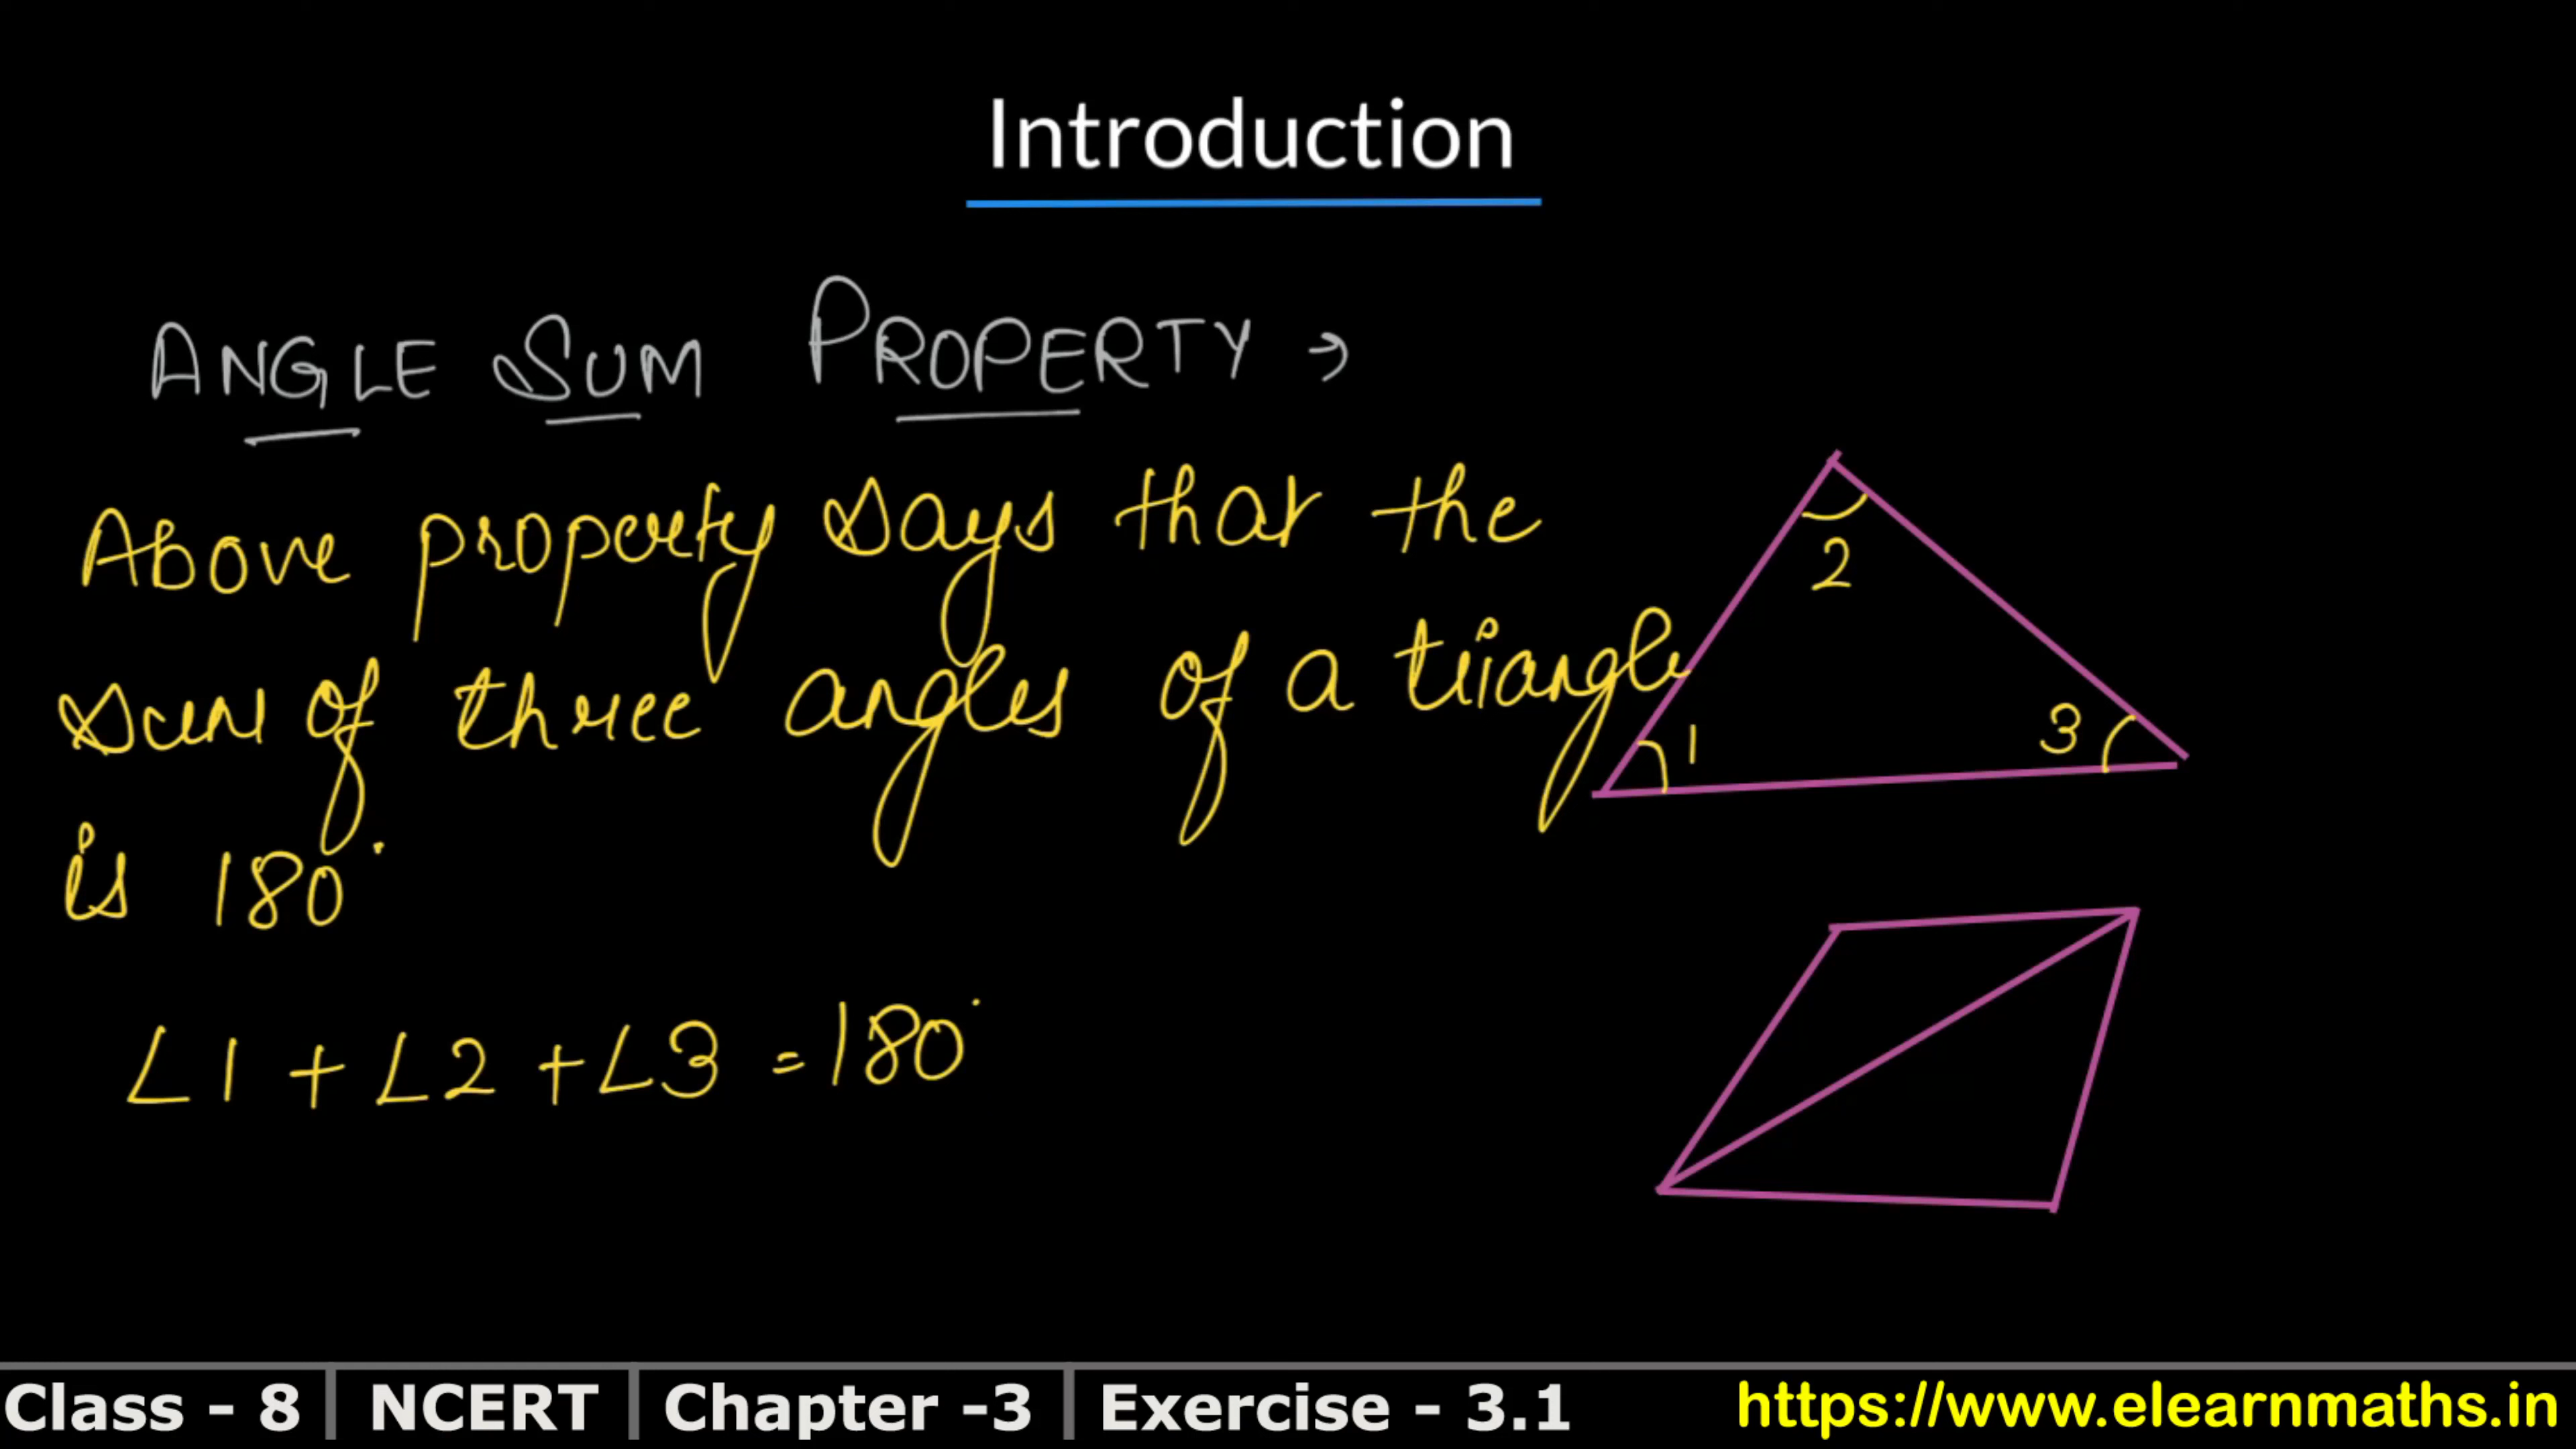 Introduction
ANGLE SUM PROPERTY →
Above property says that the
sum of three angles of a triangle
is 180°
∠1 + ∠2 + ∠3 = 180°
2
1
3
Class - 8 | NCERT | Chapter -3 | Exercise - 3.1 https://www.elearnmaths.in